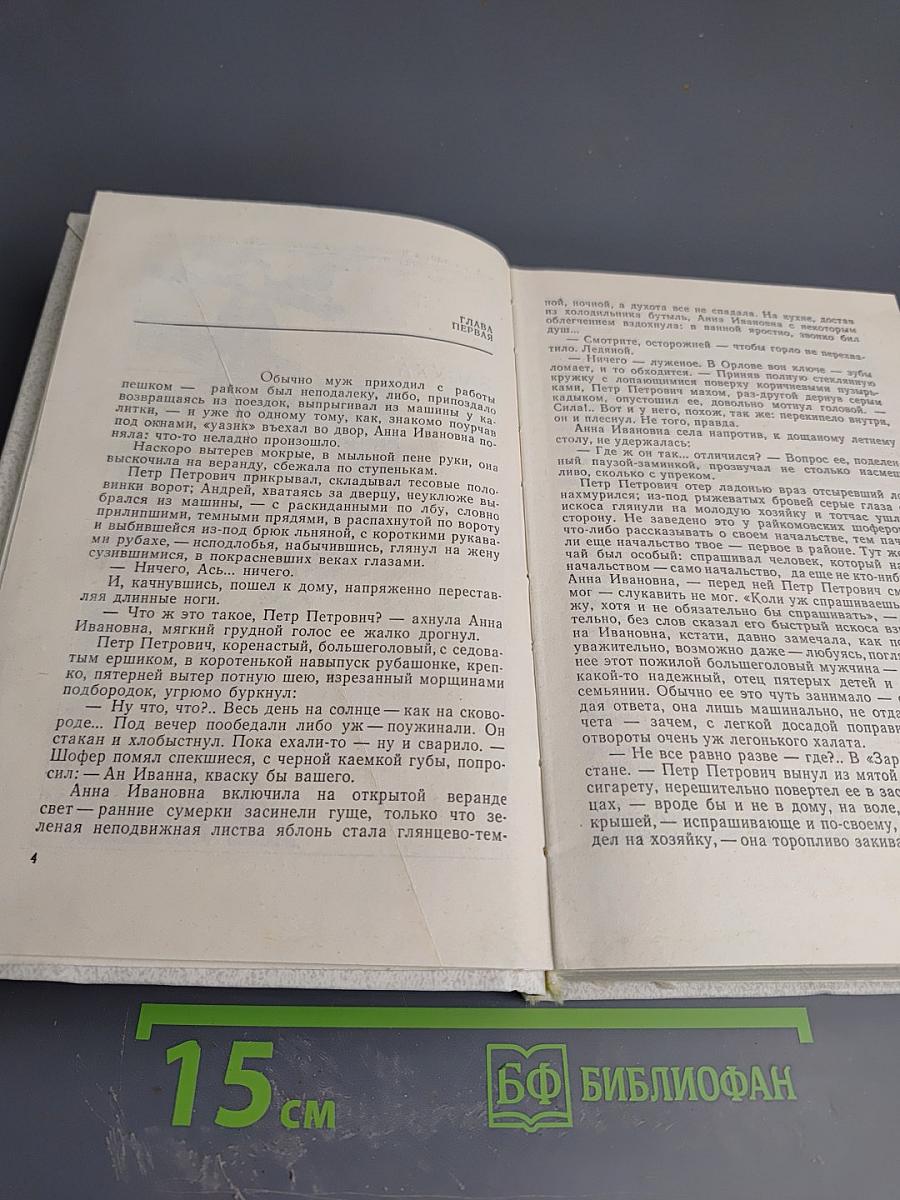 ГЛАВА
ПЕРВАЯ
Обычно муж приходил с работы
пешком — райком был неподалеку, либо, припоздало
возвращаясь из поездок, выпрыгивал из машины у ка-
литки, — и уже по одному тому, как, знакомо поурчав
под окнами, «уазик» въехал во двор, Анна Ивановна по-
няла: что-то неладно произошло.
Наскоро вытерев мокрые, в мыльной пене руки, она
выскочила на веранду, сбежала по ступенькам.
Петр Петрович прикрывал, складывал тесовые поло-
винки ворот; Андрей, хватаясь за дверцу, неуклюже вы-
брался из машины, — с раскиданными по лбу, словно
прилипшими, темными прядями, в распахнутой по вороту
и выбившейся из-под брюк льняной, с короткими рукава-
ми рубахе, — исподлобья, набычившись, глянул на жену
сузившимися, в покрасневших веках глазами.
— Ничего, Ась... ничего.
И, качнувшись, пошел к дому, напряженно перестав-
ляя длинные ноги.
— Что ж это такое, Петр Петрович? — ахнула Анна
Ивановна, мягкий грудной голос ее жалко дрогнул.
Петр Петрович, коренастый, большеголовый, с седова-
тым ершиком, в коротенькой навыпуск рубашонке, креп-
ко, пятерней вытер потную шею, изрезанный морщинами
подбородок, угрюмо буркнул:
— Ну что, что?.. Весь день на солнце — как на сково-
роде... Под вечер пообедали либо уж — поужинали. Он
стакан и хлобыстнул. Пока ехали-то — ну и сварило. —
Шофер помял спекшиеся, с черной каемкой губы, попро-
сил: — Ан Иванна, кваску бы вашего.
Анна Ивановна включила на открытой веранде
свет — ранние сумерки засинели гуще, только что зе-
леная неподвижная листва яблонь стала глянцево-тем-
4
ной, ночной, а духота все не спадала. На кухне, достав
из холодильника бутыль, Анна Ивановна с некоторым
облегчением вздохнула: в ванной яростно, звонко бил
душ...
— Смотрите, осторожней — чтобы горло не перехва-
тило. Ледяной.
— Ничего — луженое. В Орлове вон ключе — зубы
ломает, и то обходится. — Приняв полную стеклянную
кружку с лопающимися поверху коричневыми пузырь-
ками, Петр Петрович махом, раз-другой дернув серым
кадыком, опустошил ее, довольно мотнул головой. —
Сила!.. Вот и у него, похож, так же: перекипело внутри,
он и плеснул. Не того, правда.
Анна Ивановна села напротив, к дощаному летнему
столу, не удержалась:
— Где ж он так... отличился? — Вопрос ее, поделен
ный паузой-заминкой, прозвучал не столько насмеш
ливо, сколько с упреком.
Петр Петрович отер ладонью враз отсыревший ло
нахмурился; из-под рыжеватых бровей серые глаза
искоса глянули на молодую хозяйку и тотчас ушл
сторону. Не заведено это у райкомовских шофером
что-либо рассказывать о своем начальстве, тем пач
ли еще начальство твое — первое в районе. Тут же
чай был особый: спрашивал человек, который на
начальством — само начальство, да еще не кто-ниб
Анна Ивановна, — перед ней Петр Петрович см
мог — слукавить не мог. «Коли уж спрашиваешь
жу, хотя и не обязательно бы спрашивать», —
тельно, без слов сказал его быстрый искоса вз
на Ивановна, кстати, давно замечала, как по
уважительно, возможно даже — любуясь, погля
нее этот пожилой большеголовый мужчина —
какой-то надежный, отец пятерых детей и
семьянин. Обычно ее это чуть занимало —
дая ответа, она лишь машинально, не отда
чета — зачем, с легкой досадой поправи
отвороты очень уж легонького халата.
— Не все равно разве — где?.. В «Зар
стане. — Петр Петрович вынул из мятой
сигарету, нерешительно повертел ее в зас
цах, — вроде бы и не в дому, на воле,
крышей, — испрашивающе и по-своему,
дел на хозяйку, — она торопливо закива
15 см
БФ БИБЛИОФАН